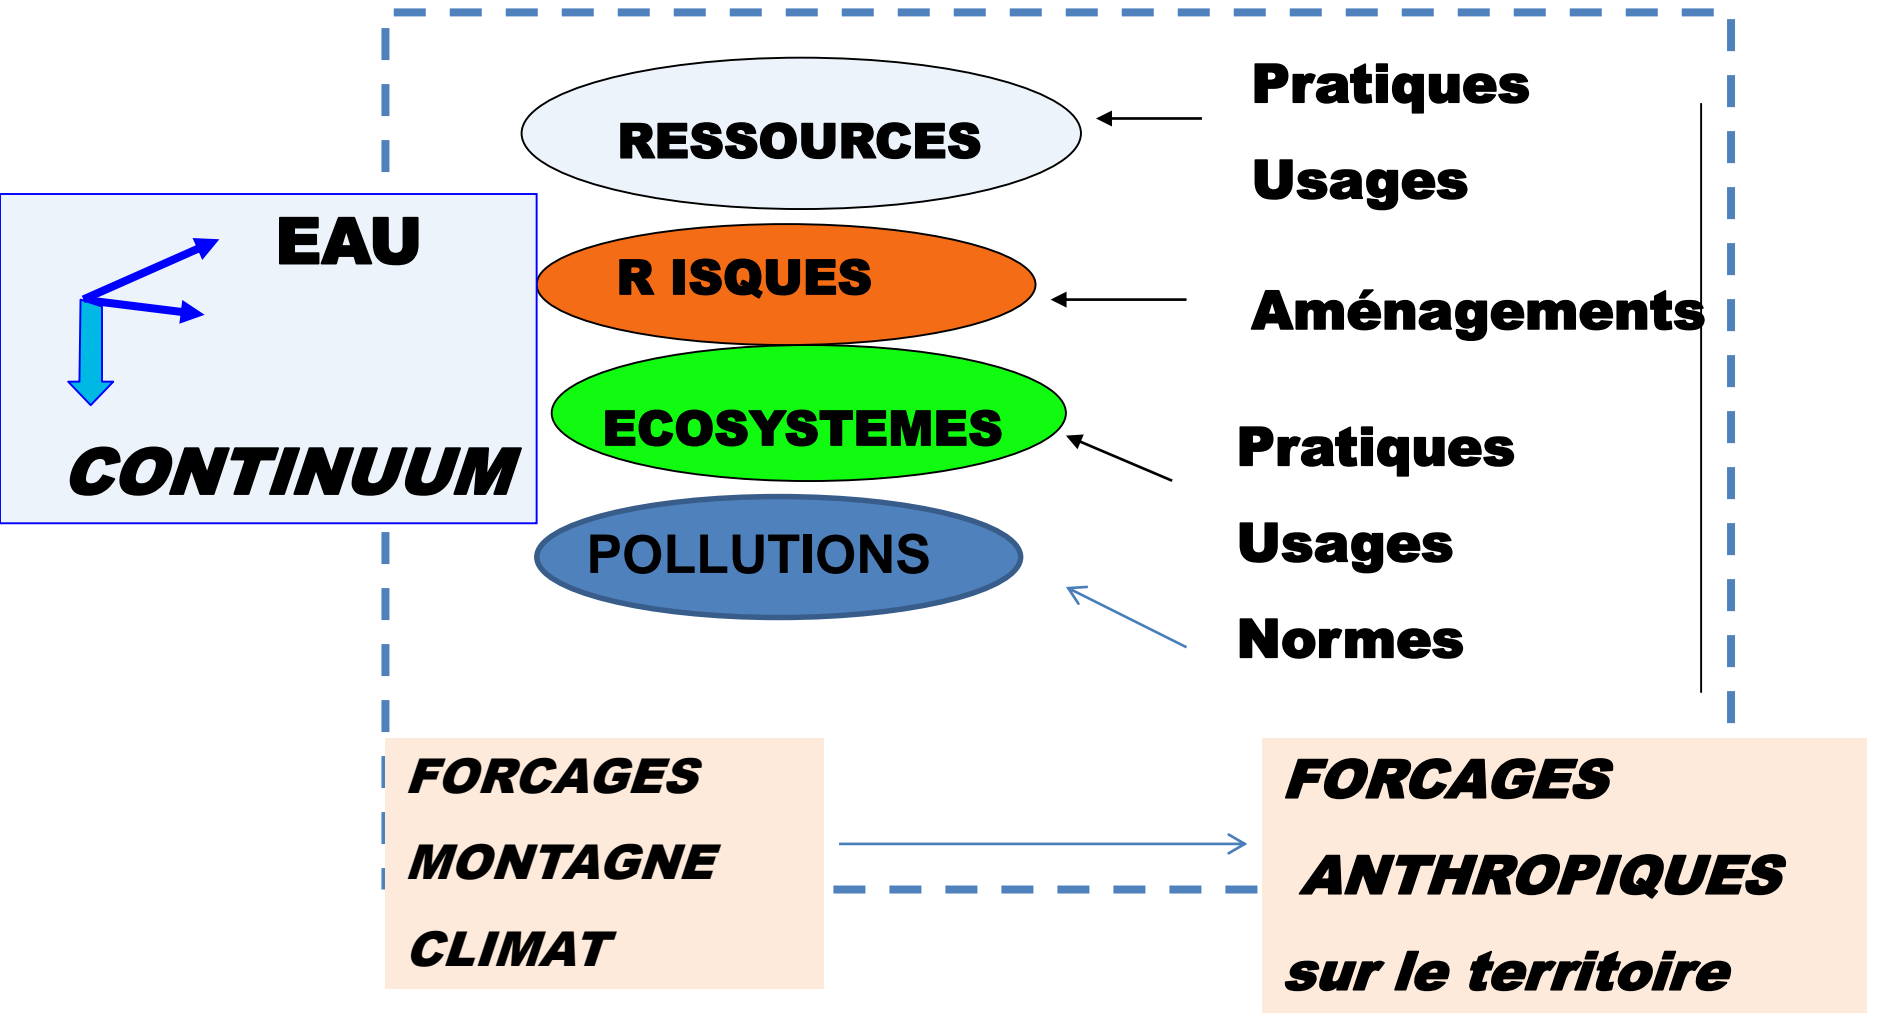 EAU
CONTINUUM
RESSOURCES
R ISQUES
ECOSYSTEMES
POLLUTIONS
Pratiques
Usages
Aménagements
Pratiques
Usages
Normes
FORCAGES
MONTAGNE
CLIMAT
FORCAGES
ANTHROPIQUES
sur le territoire